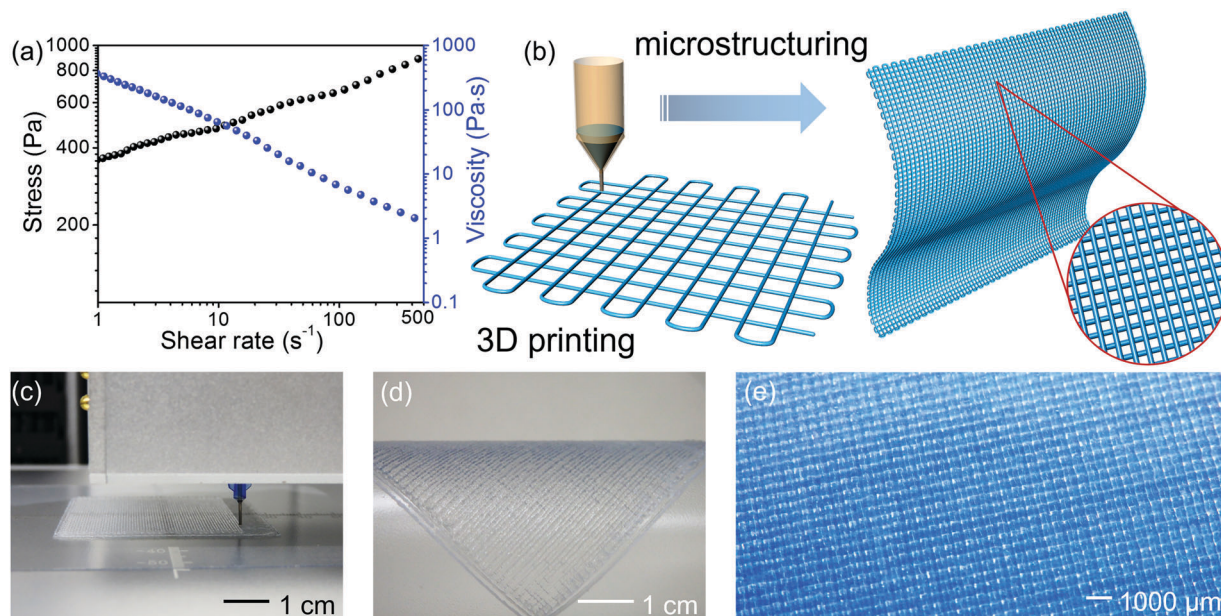 (a)
1000
800
600
400
200
Stress (Pa)
1
10
100
500
Shear rate (s⁻¹)
1000
100
10
1
0.1
Viscosity (Pa·s)
(b)
microstructuring
3D printing
(c)
1 cm
(d)
1 cm
(e)
1000 μm